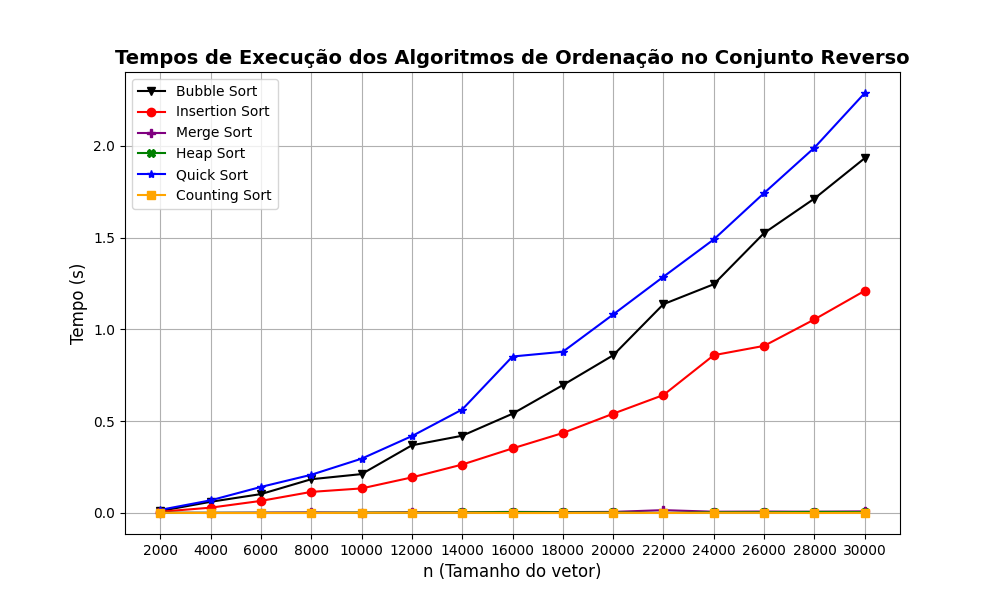 Tempos de Execução dos Algoritmos de Ordenação no Conjunto Reverso
Bubble Sort
Insertion Sort
Merge Sort
Heap Sort
Quick Sort
Counting Sort
Tempo (s)
2.0
1.5
1.0
0.5
0.0
2000 4000 6000 8000 10000 12000 14000 16000 18000 20000 22000 24000 26000 28000 30000
n (Tamanho do vetor)